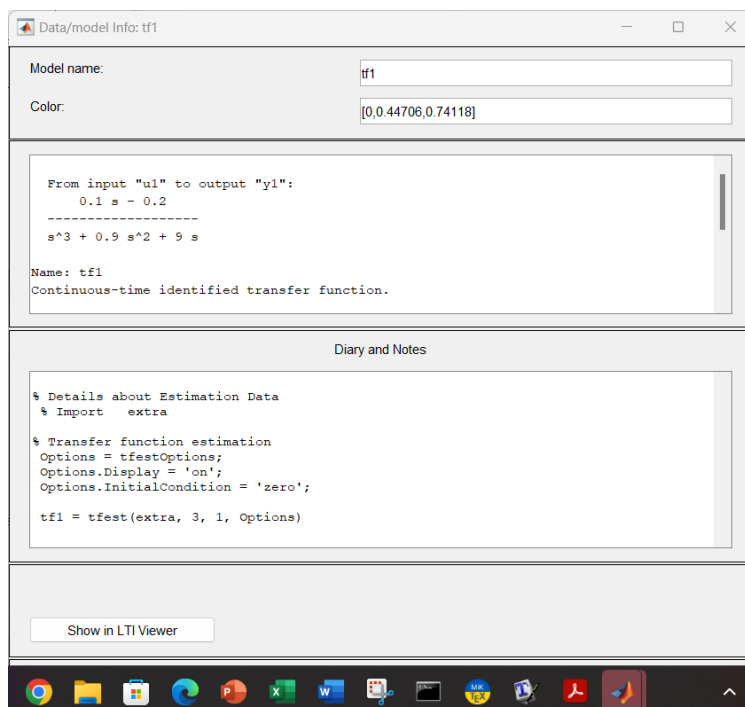 Data/model Info: tf1
Model name:
tf1
Color:
[0,0.44706,0.74118]
From input "u1" to output "y1":
0.1 s - 0.2
-------------------
s^3 + 0.9 s^2 + 9 s
Name: tf1
Continuous-time identified transfer function.
Diary and Notes
% Details about Estimation Data
% Import   extra
% Transfer function estimation
Options = tfestOptions;
Options.Display = 'on';
Options.InitialCondition = 'zero';
tf1 = tfest(extra, 3, 1, Options)
Show in LTI Viewer